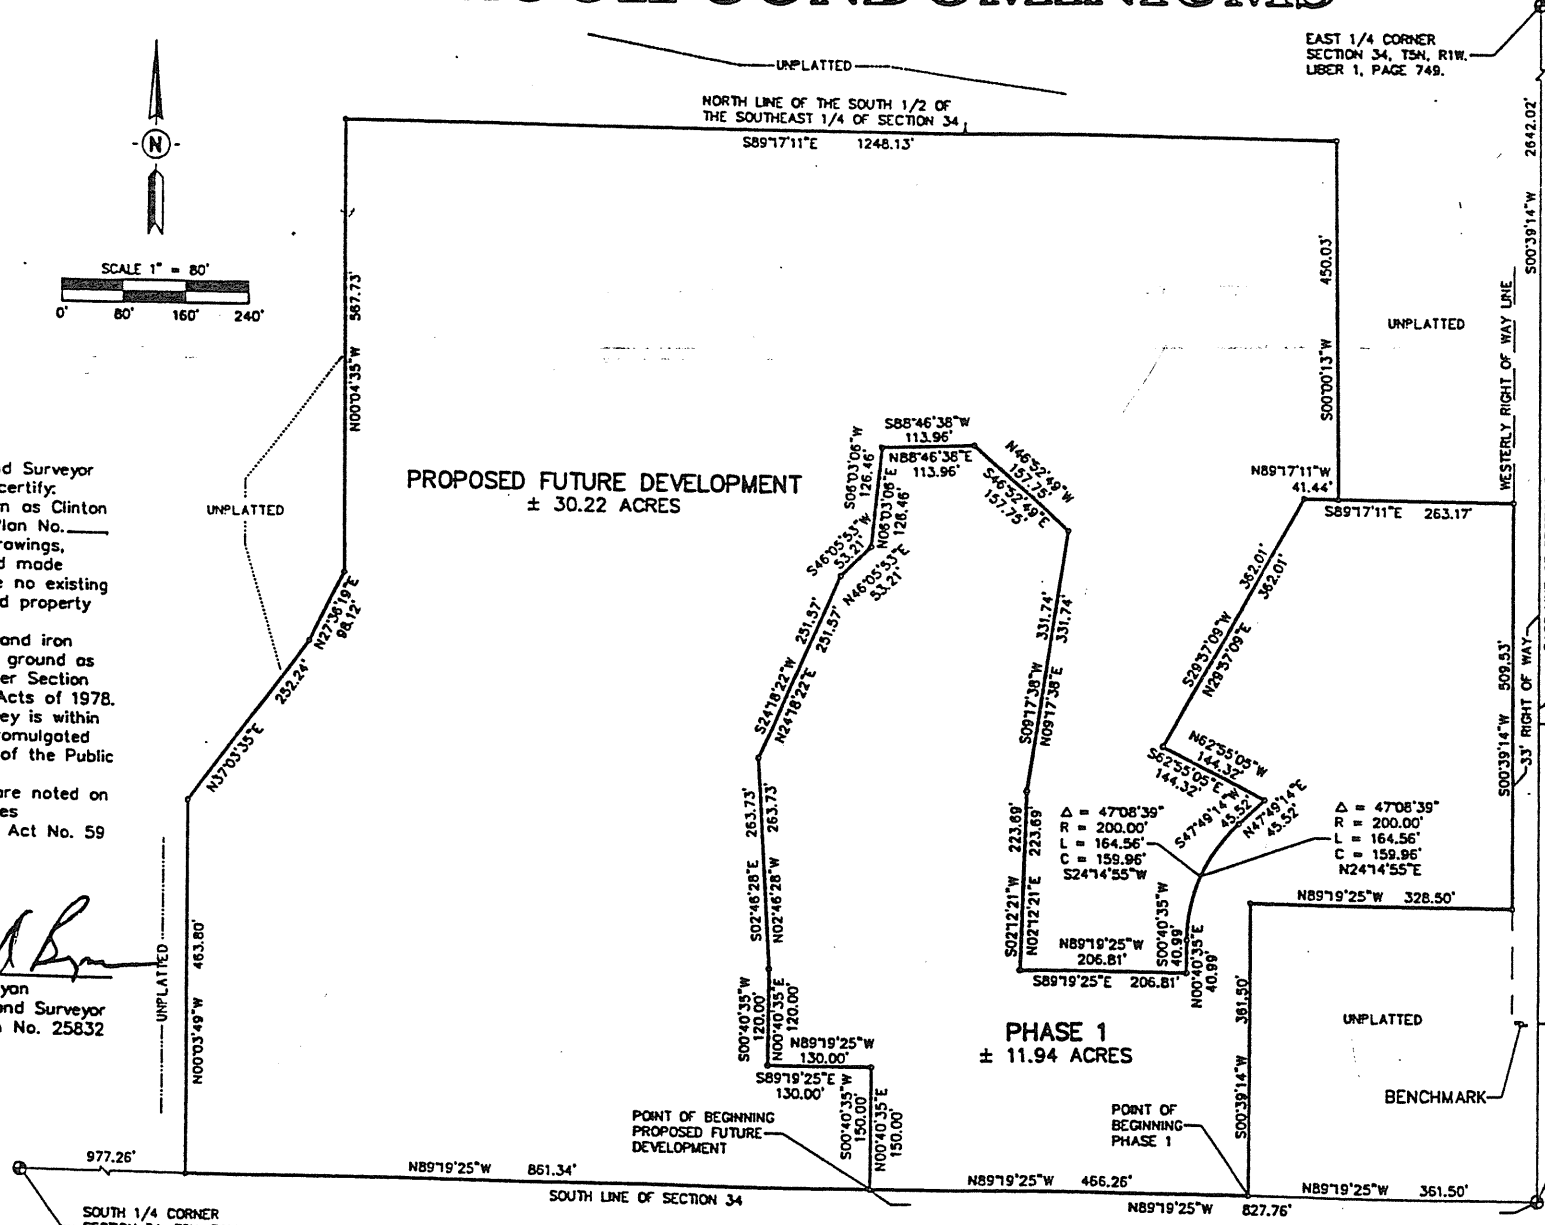 CONDOMINIUMS
EAST 1/4 CORNER
SECTION 34, T5N, R1W.
LIBER 1, PAGE 749.
UNPLATTED
NORTH LINE OF THE SOUTH 1/2 OF
THE SOUTHEAST 1/4 OF SECTION 34
S89°17'11"E 1248.13'
N
SCALE 1" = 80'
0' 80' 160' 240'
N00°04'35"W 567.73'
UNPLATTED
S00°00'13"W 450.03'
UNPLATTED
WESTERLY RIGHT OF WAY LINE
S00°39'14"W 2642.02'
PROPOSED FUTURE DEVELOPMENT
± 30.22 ACRES
S88°46'38"W
113.96'
N88°46'38"E
113.96'
N46°52'49"W
157.75'
S46°52'49"E
157.75'
S06°03'06"W
126.46'
N06°03'06"E
126.46'
S46°05'53"W
53.21'
N46°05'53"E
53.21'
N89°17'11"W
41.44'
S89°17'11"E 263.17'
nd Surveyor
certify:
n as Clinton
Plan No.
rawings,
d made
e no existing
d property
and iron
ground as
er Section
Acts of 1978.
ey is within
romulgated
of the Public
are noted on
es
Act No. 59
N27°36'19"E
98.12'
N37°03'35"E 252.24'
S24°18'22"W 251.57'
N24°18'22"E 251.57'
S09°17'38"W 331.74'
N09°17'38"E 331.74'
S29°57'09"W 362.01'
N29°57'09"E 362.01'
S00°39'14"W 509.53'
33' RIGHT OF WAY
N62°55'05"W
144.32'
S62°55'05"E
144.32'
S47°49'14"W
45.52'
N47°49'14"E
45.52'
Δ = 47°08'39"
R = 200.00'
L = 164.56'
C = 159.96'
S24°14'55"W
Δ = 47°08'39"
R = 200.00'
L = 164.56'
C = 159.96'
N24°14'55"E
S02°46'28"E 263.73'
N02°46'28"W 263.73'
S02°12'21"W 223.69'
N02°12'21"E 223.69'
N89°19'25"W 328.50'
N89°19'25"W
206.81'
S89°19'25"E 206.81'
S00°40'35"W
40.99'
N00°40'35"E
40.99'
yan
and Surveyor
No. 25832
UNPLATTED
N00°03'49"W 463.80'
S00°40'35"W
120.00'
N00°40'35"E
120.00'
N89°19'25"W
130.00'
S89°19'25"E
130.00'
S00°40'35"W
150.00'
N00°40'35"E
150.00'
PHASE 1
± 11.94 ACRES
S00°39'14"W 361.50'
UNPLATTED
BENCHMARK
POINT OF BEGINNING
PROPOSED FUTURE
DEVELOPMENT
POINT OF
BEGINNING
PHASE 1
977.26'
N89°19'25"W 861.34'
SOUTH LINE OF SECTION 34
N89°19'25"W 466.26'
N89°19'25"W 361.50'
N89°19'25"W 827.76'
SOUTH 1/4 CORNER